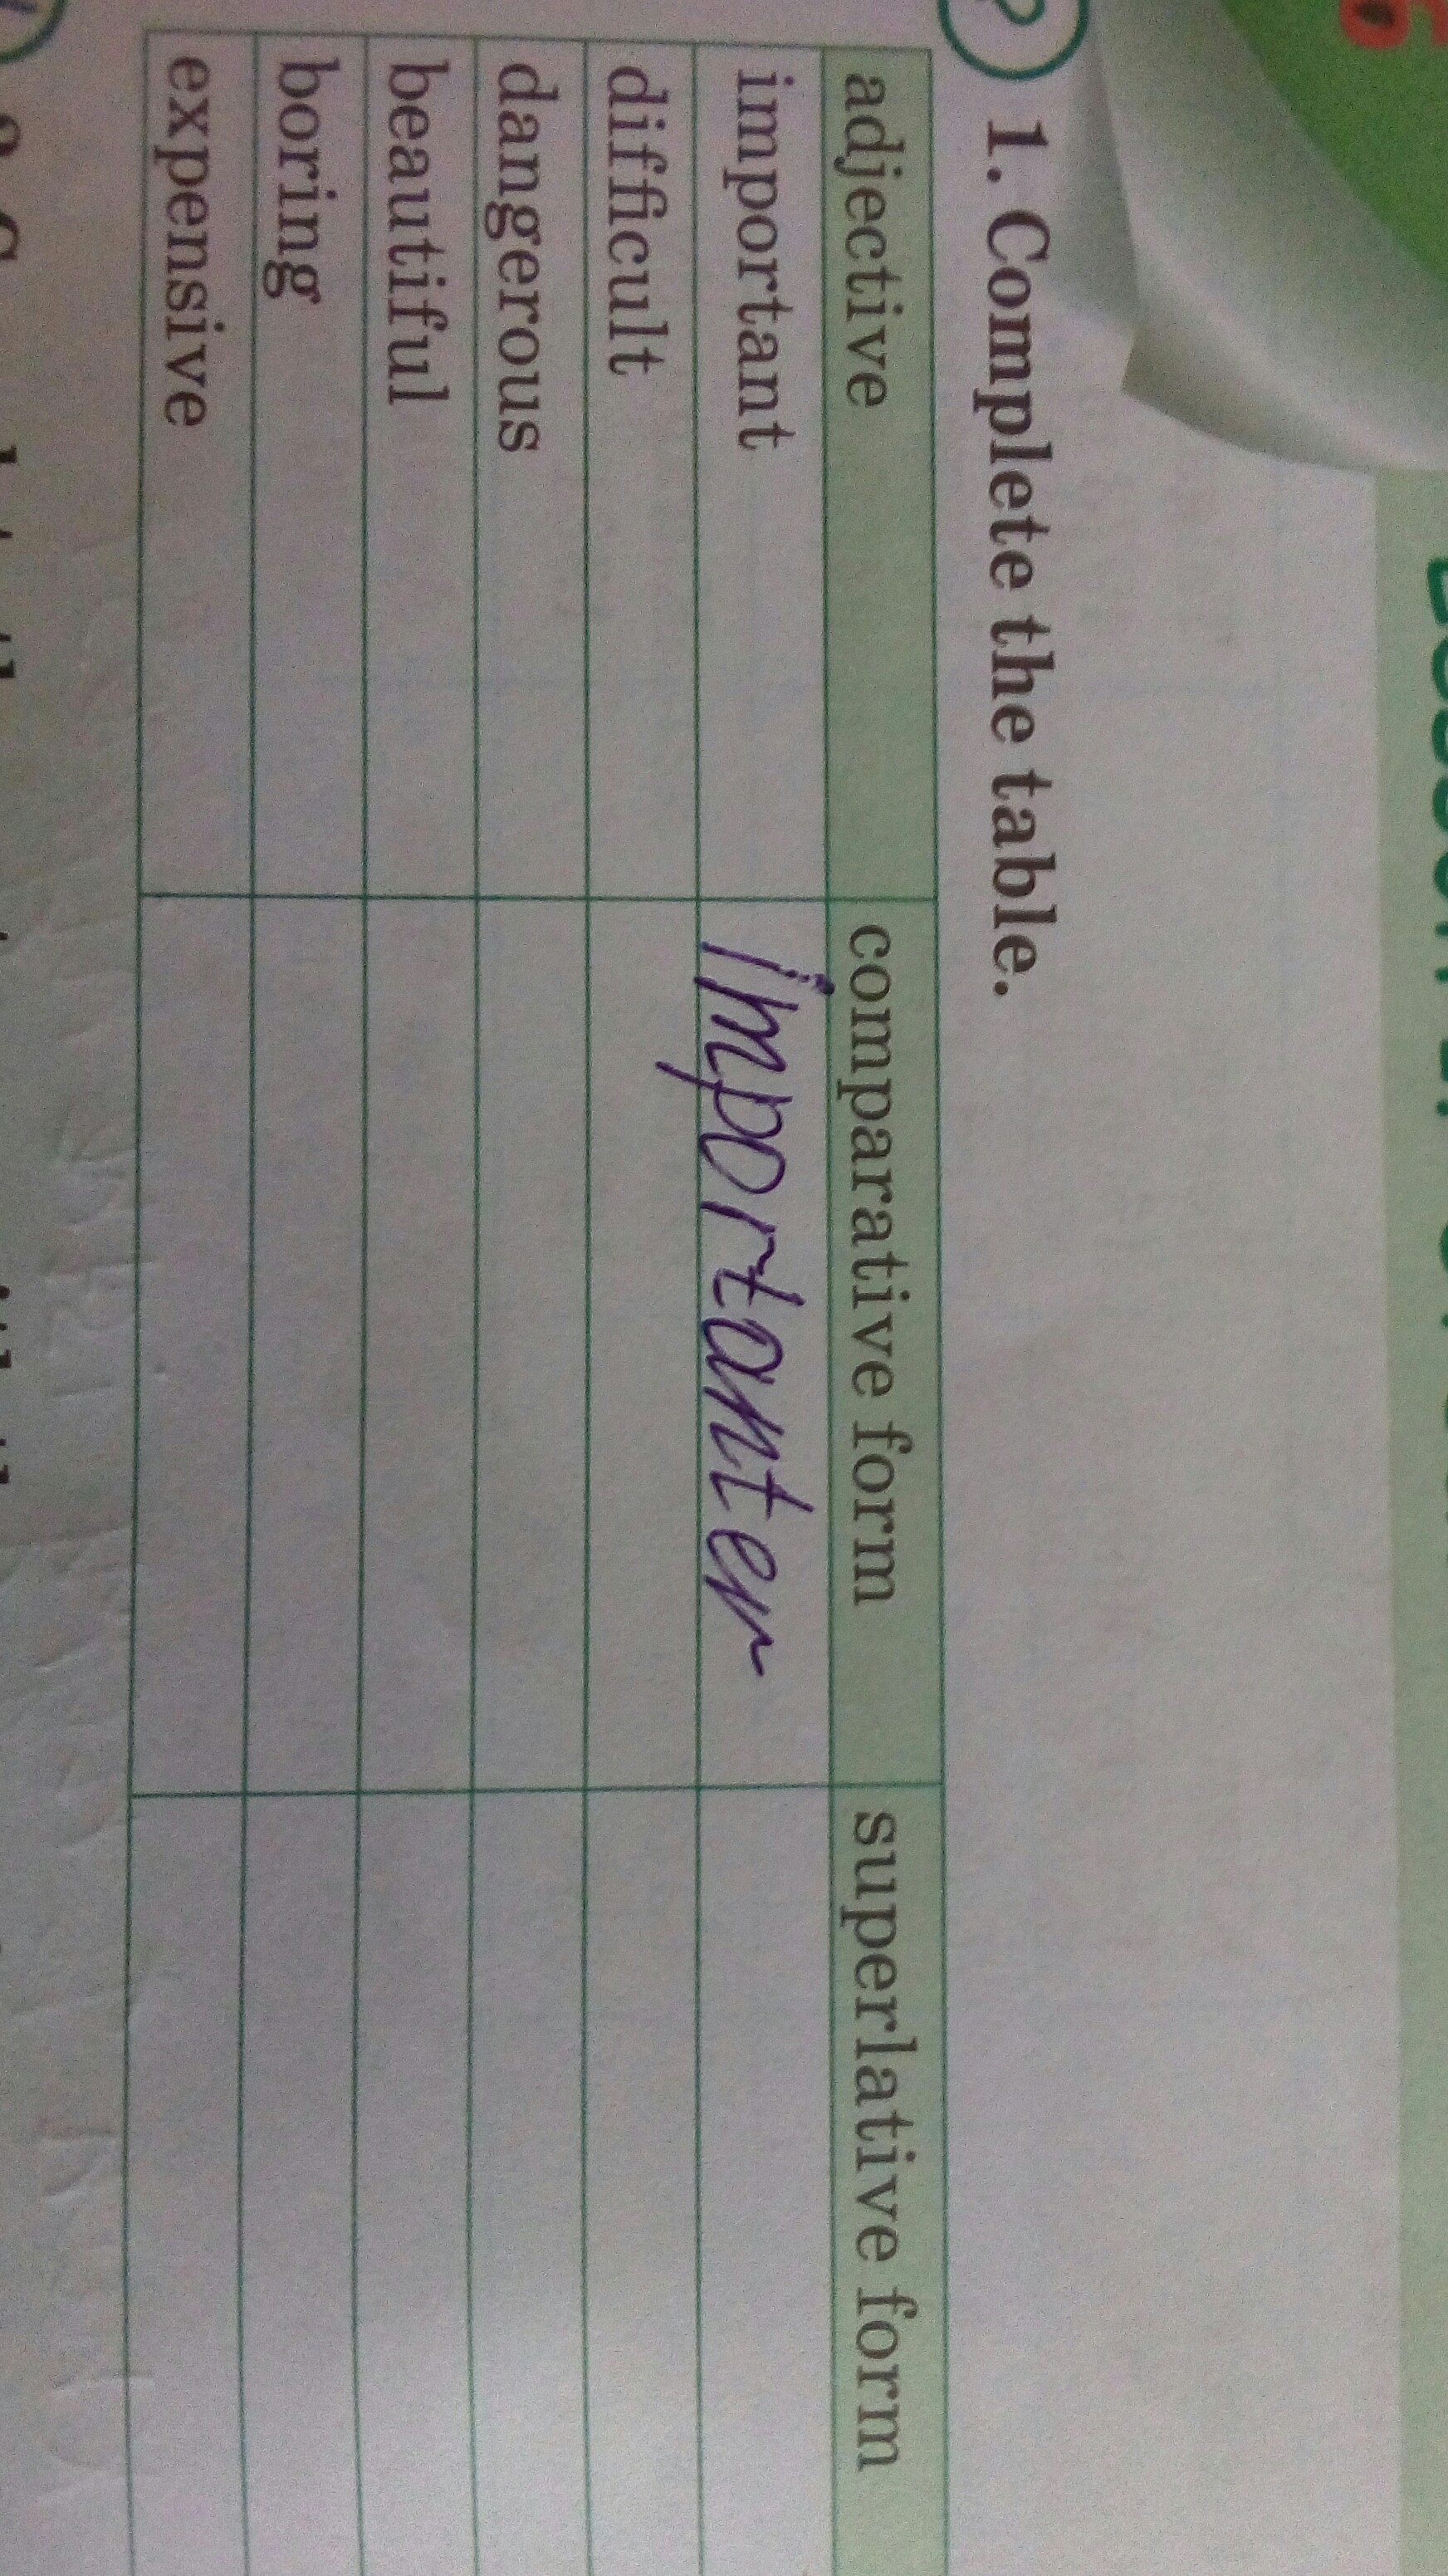 1. Complete the table.
adjective comparative form superlative form
important importanter
difficult
dangerous
beautiful
boring
expensive